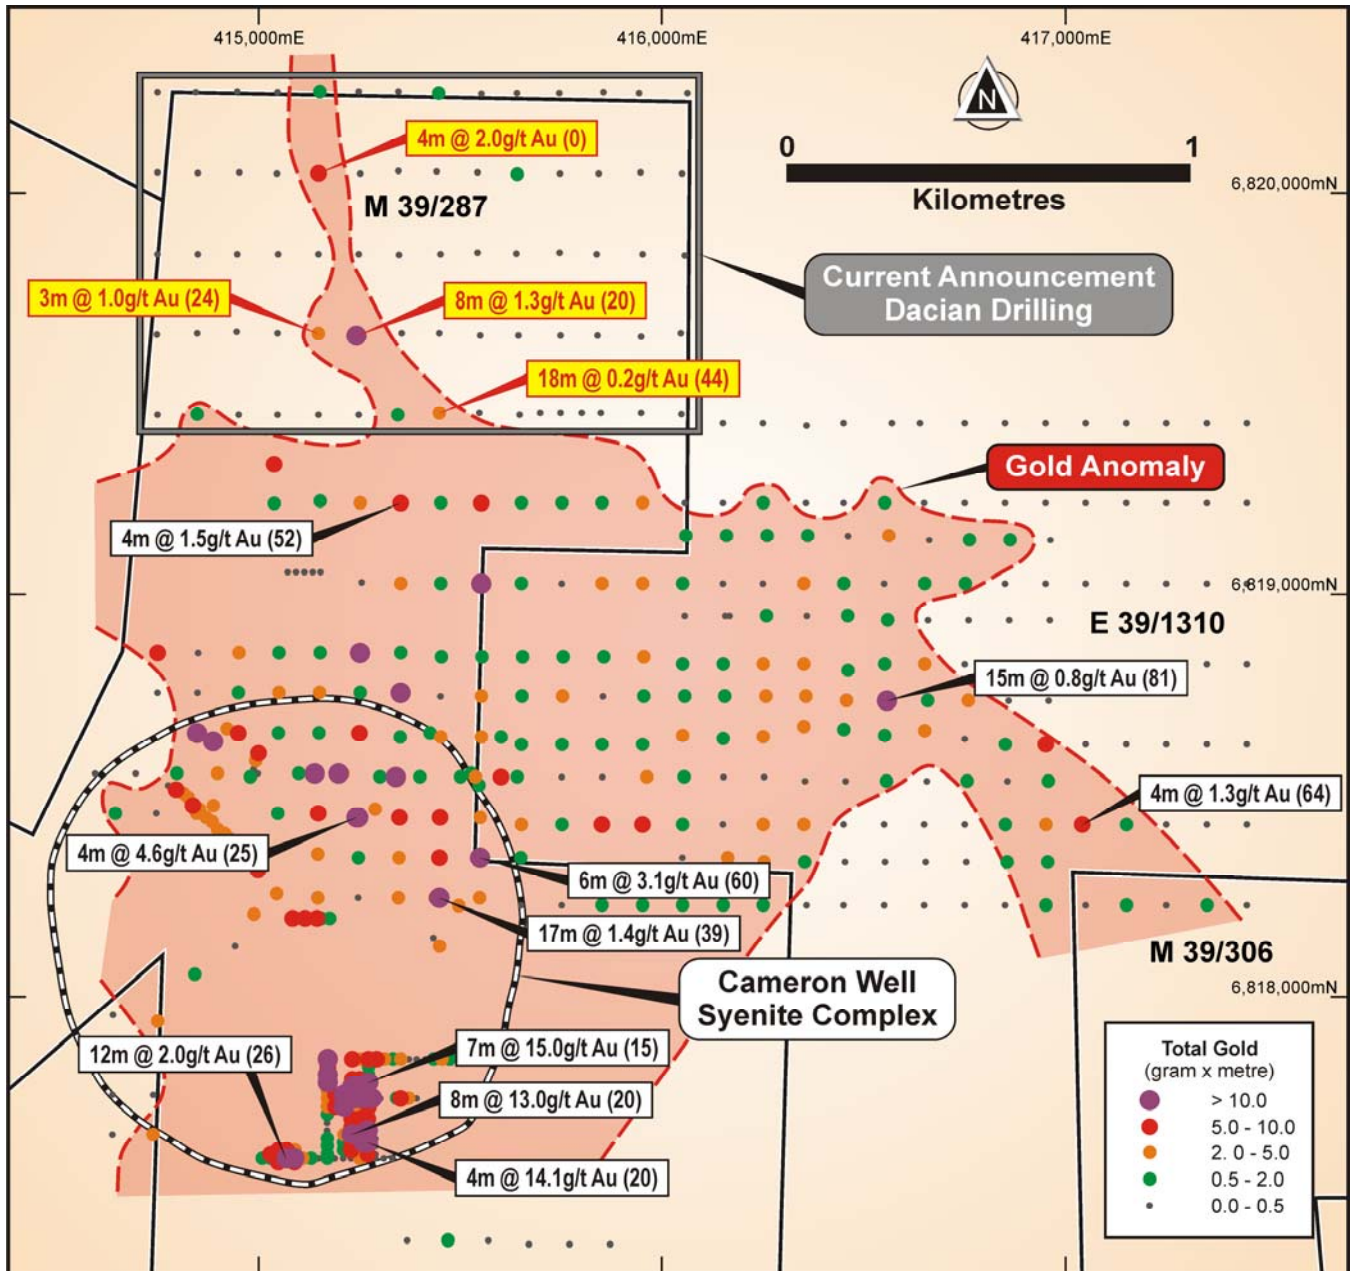 415,000mE
416,000mE
417,000mE
N
4m @ 2.0g/t Au (0)
0
1
Kilometres
6,820,000mN
M 39/287
Current Announcement
Dacian Drilling
3m @ 1.0g/t Au (24)
8m @ 1.3g/t Au (20)
18m @ 0.2g/t Au (44)
Gold Anomaly
4m @ 1.5g/t Au (52)
6,819,000mN
E 39/1310
15m @ 0.8g/t Au (81)
4m @ 1.3g/t Au (64)
4m @ 4.6g/t Au (25)
6m @ 3.1g/t Au (60)
17m @ 1.4g/t Au (39)
M 39/306
Cameron Well
Syenite Complex
6,818,000mN
12m @ 2.0g/t Au (26)
7m @ 15.0g/t Au (15)
8m @ 13.0g/t Au (20)
4m @ 14.1g/t Au (20)
Total Gold
(gram x metre)
> 10.0
5.0 - 10.0
2. 0 - 5.0
0.5 - 2.0
0.0 - 0.5